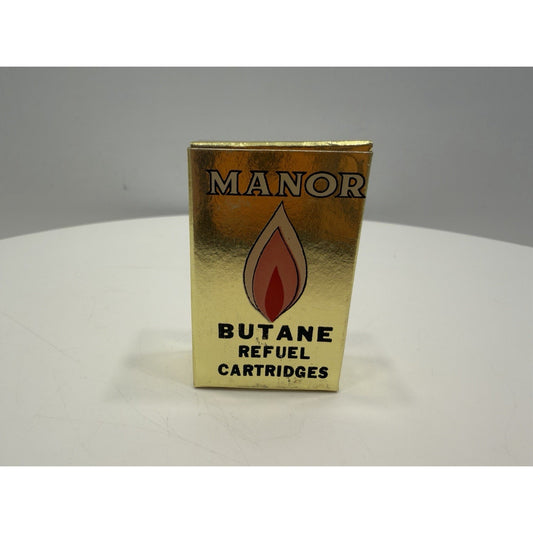 MANOR
BUTANE
REFUEL
CARTRIDGES